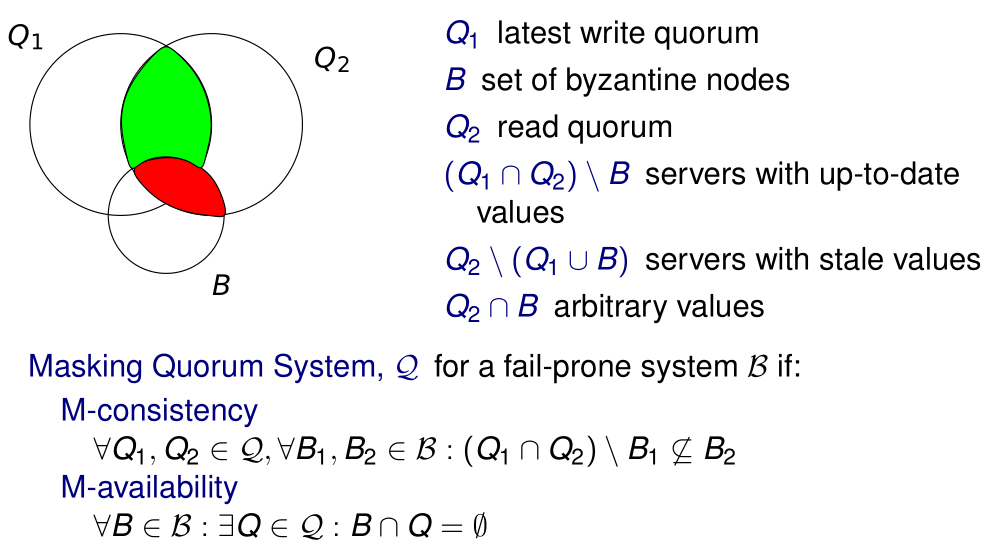 Q₁
Q₂
B
Q₁ latest write quorum
B set of byzantine nodes
Q₂ read quorum
(Q₁ ∩ Q₂) \ B servers with up-to-date
values
Q₂ \ (Q₁ ∪ B) servers with stale values
Q₂ ∩ B arbitrary values
Masking Quorum System, 𝒬 for a fail-prone system ℬ if:
M-consistency
∀Q₁, Q₂ ∈ 𝒬, ∀B₁, B₂ ∈ ℬ : (Q₁ ∩ Q₂) \ B₁ ⊈ B₂
M-availability
∀B ∈ ℬ : ∃Q ∈ 𝒬 : B ∩ Q = ∅